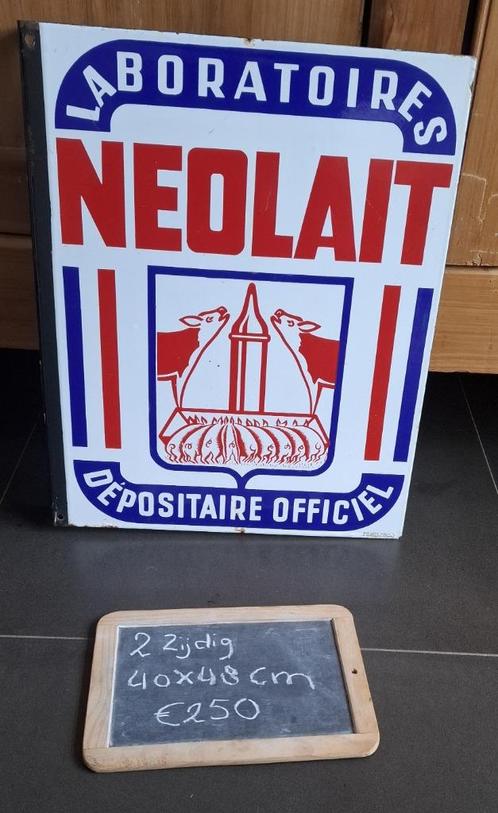 LABORATOIRES
NEOLAIT
DÉPOSITAIRE OFFICIEL
2 Zijdig
40x48 cm
€250